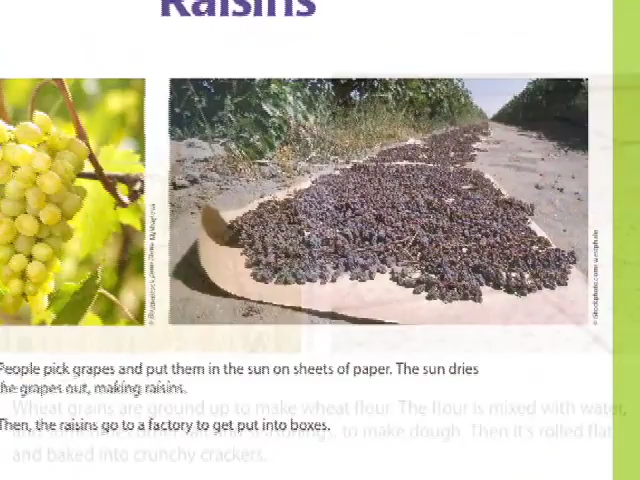 Raisins
People pick grapes and put them in the sun on sheets of paper. The sun dries
the grapes out, making raisins.
Wheat grains are ground up to make wheat flour. The flour is mixed with water,
Then, the raisins go to a factory to get put into boxes.
to make dough. Then it's rolled flat
and baked into crunchy crackers.